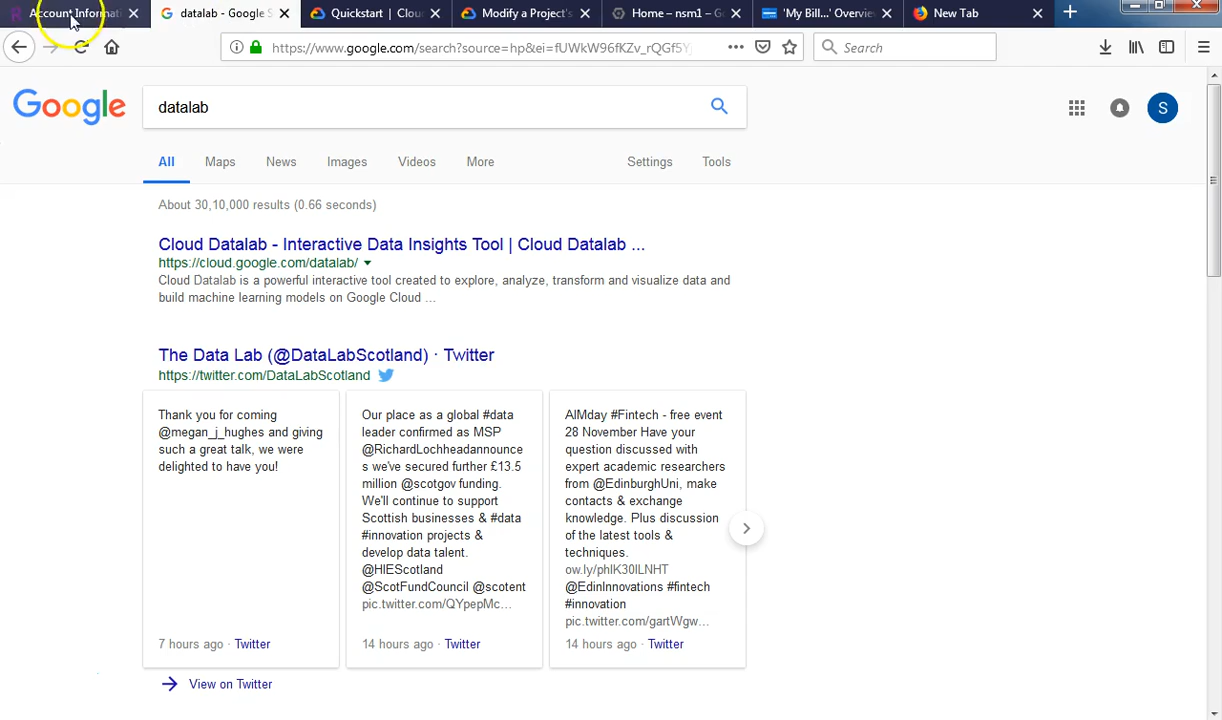 Account Informati
datalab - Google S
Quickstart | Clou
Modify a Project's
Home – nsm1 – G
'My Bill...' Overvie
New Tab
https://www.google.com/search?source=hp&ei=fUWkW96fKZv_rQGf5Y
Search
Google
datalab
S
All
Maps
News
Images
Videos
More
Settings
Tools
About 30,10,000 results (0.66 seconds)
Cloud Datalab - Interactive Data Insights Tool | Cloud Datalab ...
https://cloud.google.com/datalab/
Cloud Datalab is a powerful interactive tool created to explore, analyze, transform and visualize data and
build machine learning models on Google Cloud ...
The Data Lab (@DataLabScotland) · Twitter
https://twitter.com/DataLabScotland
Thank you for coming
@megan_j_hughes and giving
such a great talk, we were
delighted to have you!
7 hours ago · Twitter
Our place as a global #data
leader confirmed as MSP
@RichardLochheadannounce
s we've secured further £13.5
million @scotgov funding.
We'll continue to support
Scottish businesses & #data
#innovation projects &
develop data talent.
@HIEScotland
@ScotFundCouncil @scotent
pic.twitter.com/QYpepMc...
14 hours ago · Twitter
AIMday #Fintech - free event
28 November Have your
question discussed with
expert academic researchers
from @EdinburghUni, make
contacts & exchange
knowledge. Plus discussion
of the latest tools &
techniques.
ow.ly/phIK30lLNHT
@EdinInnovations #fintech
#innovation
pic.twitter.com/gartWgw...
14 hours ago · Twitter
View on Twitter